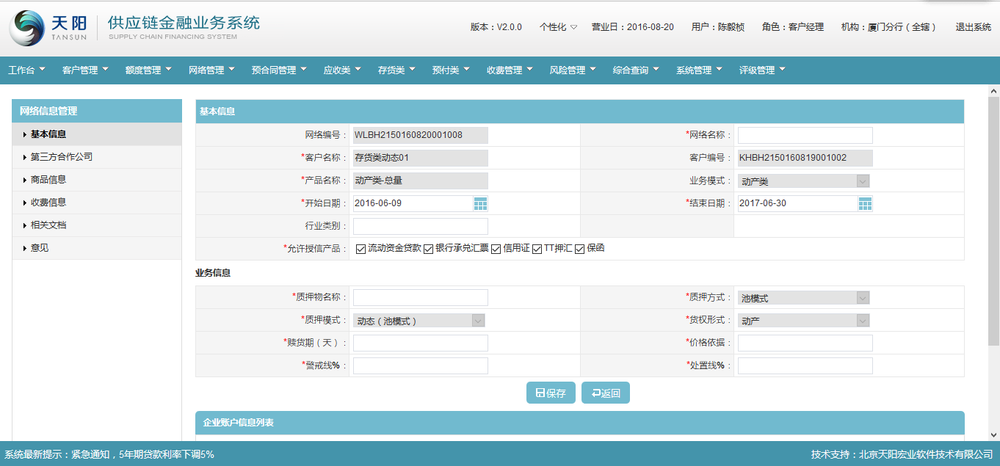 天阳 供应链金融业务系统
TANSUN SUPPLY CHAIN FINANCING SYSTEM
版本：V2.0.0 个性化 营业日：2016-08-20 用户：陈毅桢 角色：客户经理 机构：厦门分行（全辖） 退出系统
工作台 客户管理 额度管理 网络管理 预合同管理 应收类 存货类 预付类 收费管理 风险管理 综合查询 系统管理 评级管理
网络信息管理
基本信息
第三方合作公司
商品信息
收费信息
相关文档
意见
基本信息
网络编号： WLBH2150160820001008 *网络名称：
*客户名称： 存货类动态01 客户编号： KHBH2150160819001002
*产品名称： 动产类-总量 业务模式： 动产类
*开始日期： 2016-06-09 *结束日期： 2017-06-30
行业类别：
*允许授信产品： 流动资金贷款 银行承兑汇票 信用证 TT押汇 保函
业务信息
*质押物名称： *质押方式： 池模式
*质押模式： 动态（池模式） *货权形式： 动产
*赎货期（天）： *价格依据：
*警戒线%： *处置线%：
保存 返回
企业账户信息列表
系统最新提示：紧急通知，5年期贷款利率下调5% 技术支持：北京天阳宏业软件技术有限公司